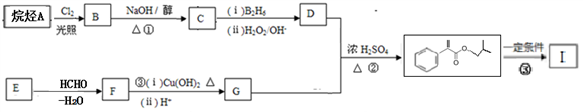 烷烃A Cl₂ 光照 B NaOH / 醇 △ ① C (i)B₂H₆ (ii)H₂O₂/OH⁻ D
浓 H₂SO₄ △ ② O O 一定条件 ③ I
E HCHO -H₂O F ③(i)Cu(OH)₂ △ (ii) H⁺ G